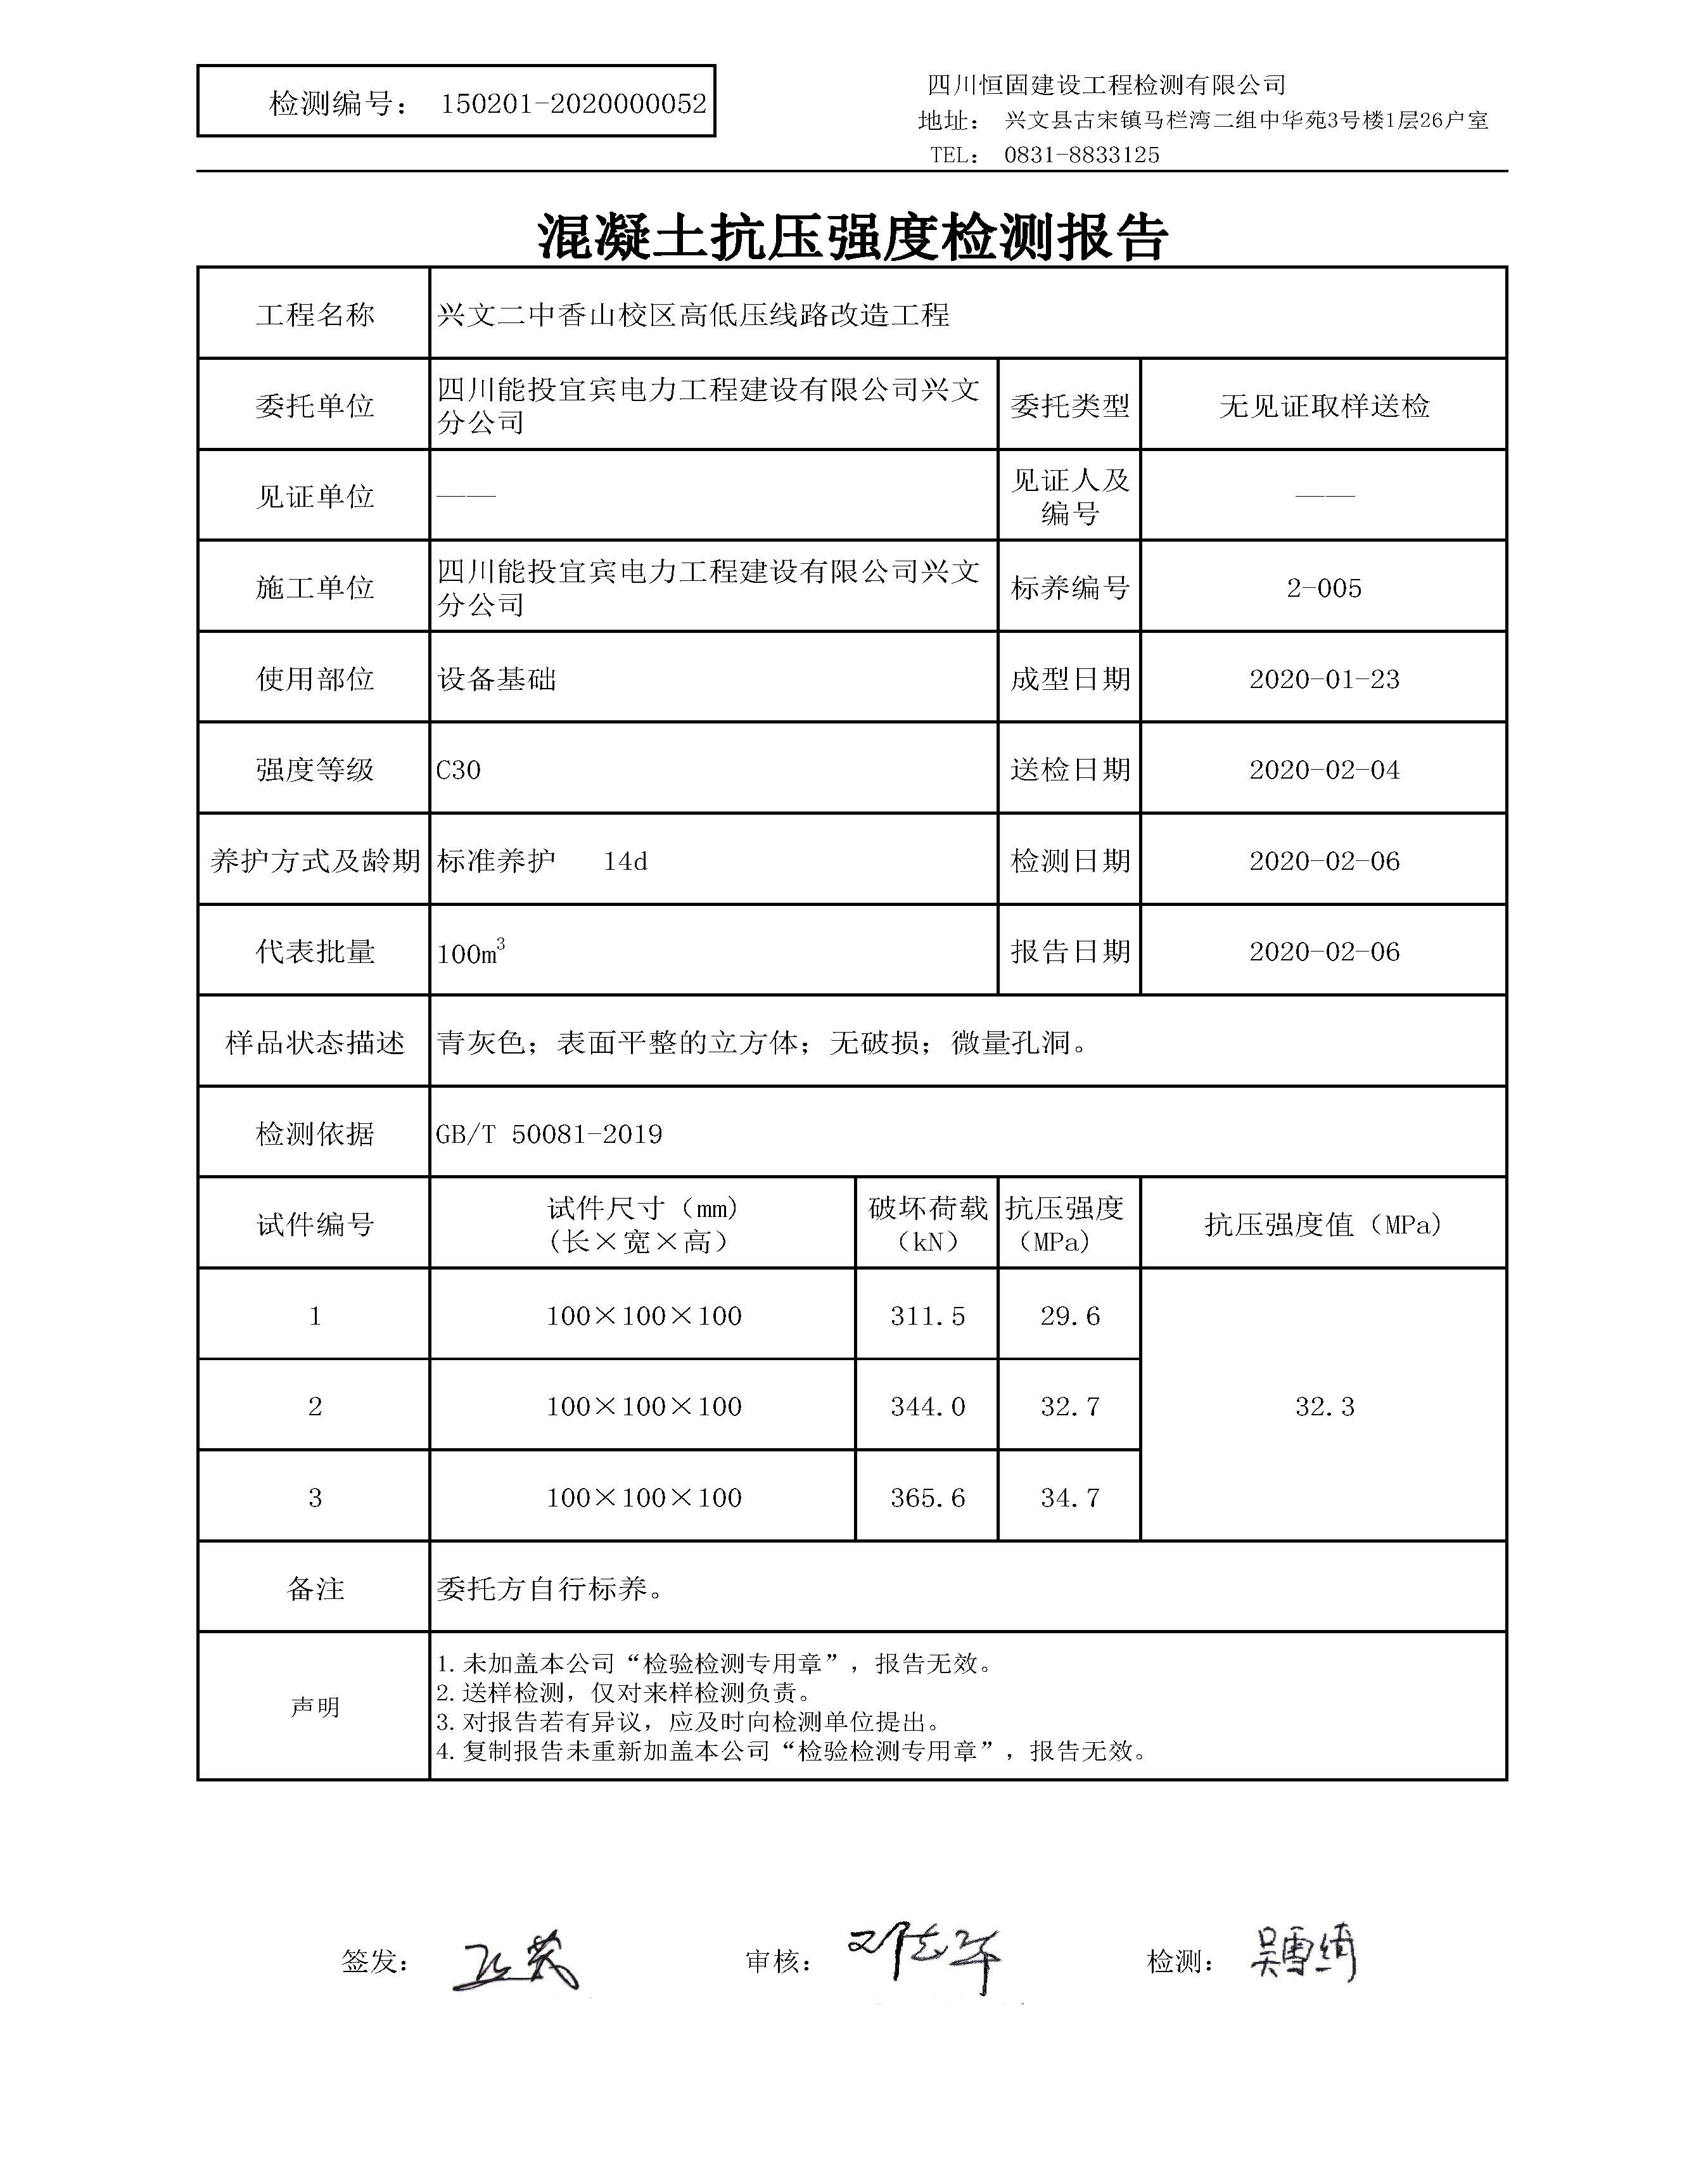 检测编号： 150201-2020000052
四川恒固建设工程检测有限公司
地址： 兴文县古宋镇马栏湾二组中华苑3号楼1层26户室
TEL： 0831-8833125
混凝土抗压强度检测报告
工程名称 兴文二中香山校区高低压线路改造工程
委托单位 四川能投宜宾电力工程建设有限公司兴文
分公司 委托类型 无见证取样送检
见证单位 —— 见证人及
编号 ——
施工单位 四川能投宜宾电力工程建设有限公司兴文
分公司 标养编号 2-005
使用部位 设备基础 成型日期 2020-01-23
强度等级 C30 送检日期 2020-02-04
养护方式及龄期 标准养护 14d 检测日期 2020-02-06
代表批量 100m³ 报告日期 2020-02-06
样品状态描述 青灰色；表面平整的立方体；无破损；微量孔洞。
检测依据 GB/T 50081-2019
试件编号 试件尺寸（mm）
（长×宽×高） 破坏荷载
（kN） 抗压强度
（MPa） 抗压强度值（MPa）
1 100×100×100 311.5 29.6
2 100×100×100 344.0 32.7 32.3
3 100×100×100 365.6 34.7
备注 委托方自行标养。
声明
1.未加盖本公司“检验检测专用章”，报告无效。
2.送样检测，仅对来样检测负责。
3.对报告若有异议，应及时向检测单位提出。
4.复制报告未重新加盖本公司“检验检测专用章”，报告无效。
签发： 审核： 邓志华 检测： 吴雪绮